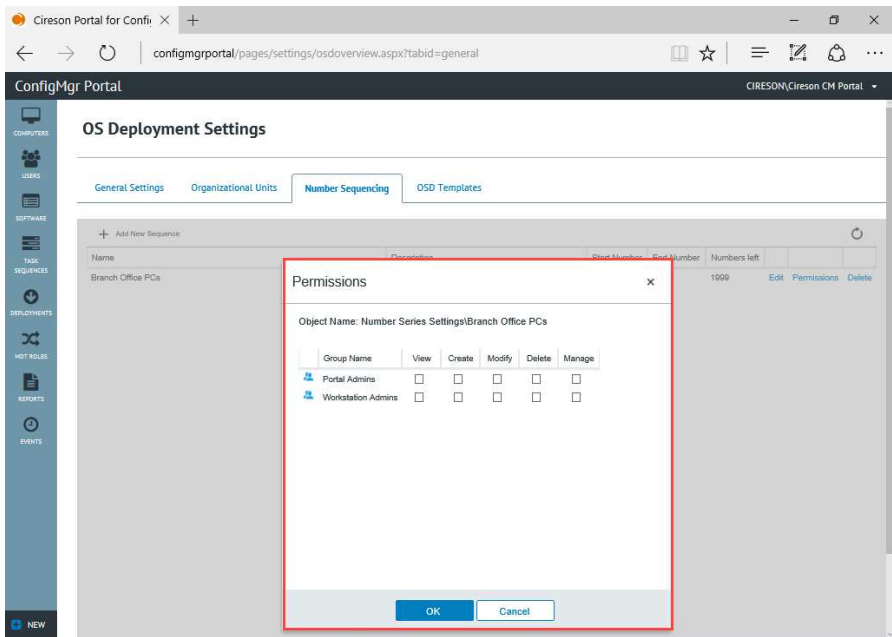 Cireson Portal for Confi
configmgrportal/pages/settings/osdoverview.aspx?tabid=general
ConfigMgr Portal
CIRESON\Cireson CM Portal
COMPUTERS
USERS
SOFTWARE
TASK
SEQUENCES
DEPLOYMENTS
MDT ROLES
REPORTS
EVENTS
NEW
OS Deployment Settings
General Settings Organizational Units Number Sequencing OSD Templates
+ Add New Sequence
Name Description Start Number End Number Numbers left
Branch Office PCs 1999 Edit Permissions Delete
Permissions
Object Name: Number Series Settings\Branch Office PCs
Group Name View Create Modify Delete Manage
Portal Admins
Workstation Admins
OK Cancel